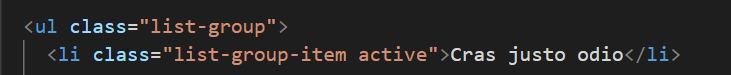 <ul class="list-group">
<li class="list-group-item active">Cras justo odio</li>